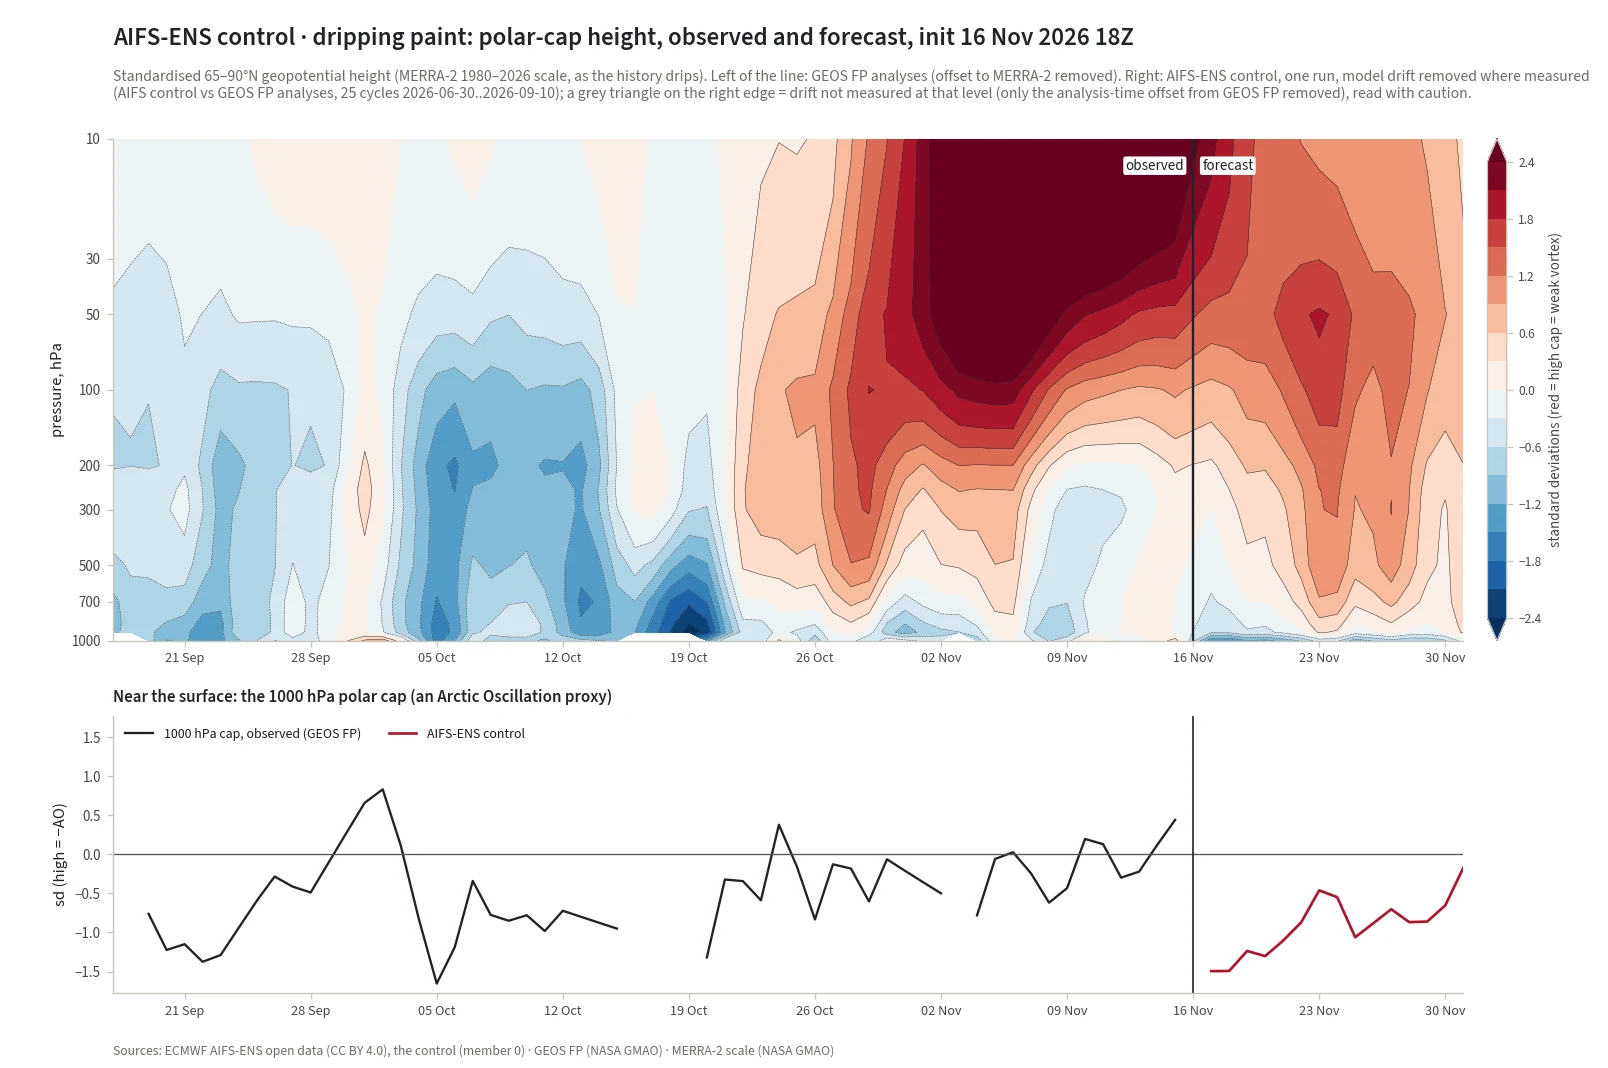 AIFS-ENS control · dripping paint: polar-cap height, observed and forecast, init 16 Nov 2026 18Z
Standardised 65–90°N geopotential height (MERRA-2 1980–2026 scale, as the history drips). Left of the line: GEOS FP analyses (offset to MERRA-2 removed). Right: AIFS-ENS control, one run, model drift removed where measured
(AIFS control vs GEOS FP analyses, 25 cycles 2026-06-30..2026-09-10); a grey triangle on the right edge = drift not measured at that level (only the analysis-time offset from GEOS FP removed), read with caution.
pressure, hPa
10
30
50
100
200
300
500
700
1000
observed
forecast
21 Sep
28 Sep
05 Oct
12 Oct
19 Oct
26 Oct
02 Nov
09 Nov
16 Nov
23 Nov
30 Nov
2.4
1.8
1.2
0.6
0.0
−0.6
−1.2
−1.8
−2.4
standard deviations (red = high cap = weak vortex)
Near the surface: the 1000 hPa polar cap (an Arctic Oscillation proxy)
1000 hPa cap, observed (GEOS FP)
AIFS-ENS control
sd (high = −AO)
1.5
1.0
0.5
0.0
−0.5
−1.0
−1.5
21 Sep
28 Sep
05 Oct
12 Oct
19 Oct
26 Oct
02 Nov
09 Nov
16 Nov
23 Nov
30 Nov
Sources: ECMWF AIFS-ENS open data (CC BY 4.0), the control (member 0) · GEOS FP (NASA GMAO) · MERRA-2 scale (NASA GMAO)